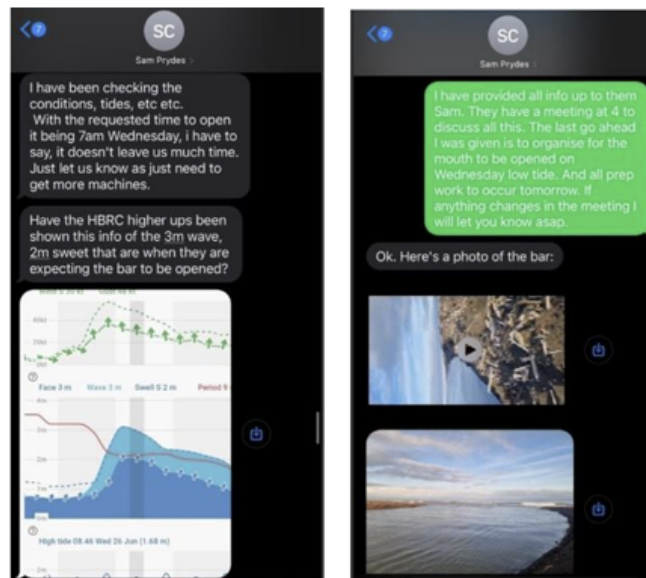 7
SC
Sam Prydes >
I have been checking the
conditions, tides, etc etc.
With the requested time to open
it being 7am Wednesday, i have to
say, it doesn't leave us much time.
Just let us know as just need to
get more machines.
Have the HBRC higher ups been
shown this info of the 3m wave,
2m sweet that are when they are
expecting the bar to be opened?
Face 3 m Wave 3 m Swell S 2 m Period 9
4m
3m
2m
1m
High tide 08:46 Wed 26 Jun (1.68 m)
2m
7
SC
Sam Prydes >
I have provided all info up to them
Sam. They have a meeting at 4 to
discuss all this. The last go ahead
I was given is to organise for the
mouth to be opened on
Wednesday low tide. And all prep
work to occur tomorrow. If
anything changes in the meeting I
will let you know asap.
Ok. Here's a photo of the bar: